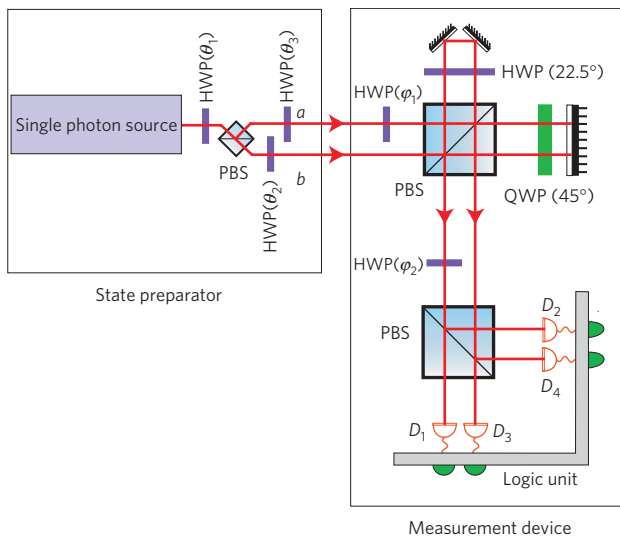 HWP(θ1)
HWP(θ3)
a
Single photon source
b
PBS
HWP(θ2)
State preparator
HWP (22.5°)
HWP(φ1)
PBS
QWP (45°)
HWP(φ2)
PBS
D2
D4
D1
D3
Logic unit
Measurement device